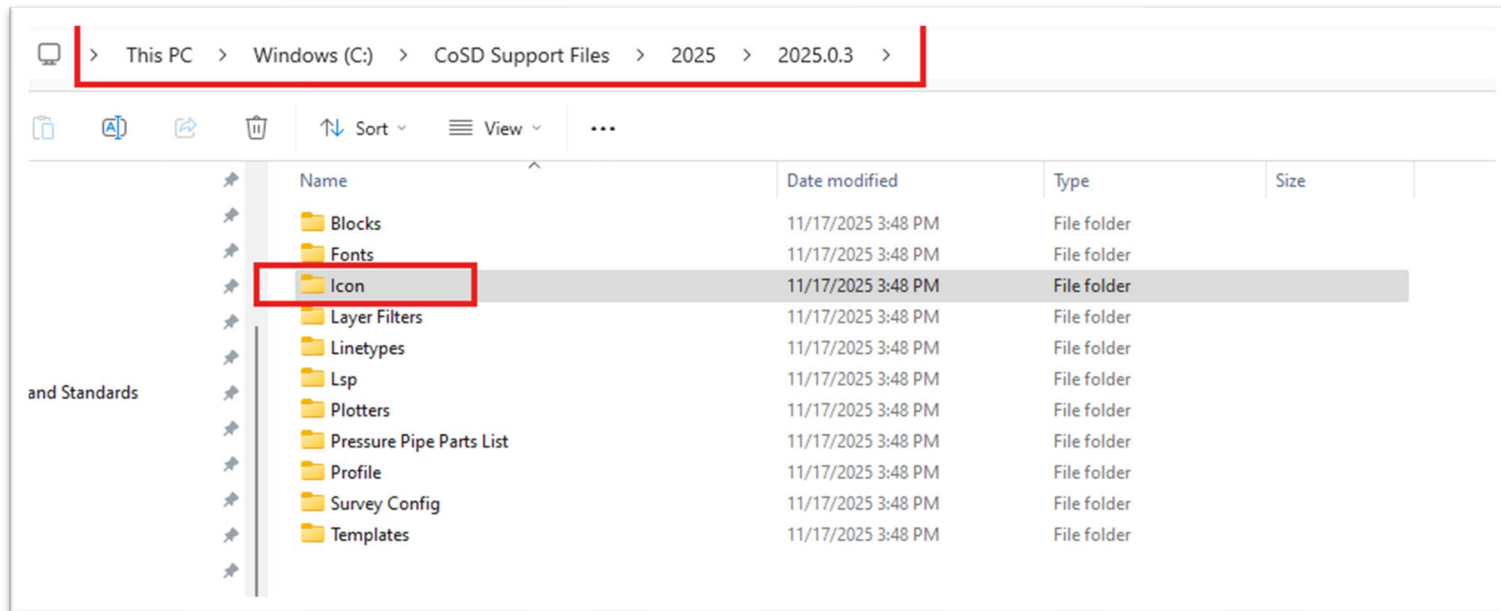 > This PC > Windows (C:) > CoSD Support Files > 2025 > 2025.0.3 >
Sort View ...
Name Date modified Type Size
Blocks 11/17/2025 3:48 PM File folder
Fonts 11/17/2025 3:48 PM File folder
Icon 11/17/2025 3:48 PM File folder
Layer Filters 11/17/2025 3:48 PM File folder
Linetypes 11/17/2025 3:48 PM File folder
Lsp 11/17/2025 3:48 PM File folder
and Standards
Plotters 11/17/2025 3:48 PM File folder
Pressure Pipe Parts List 11/17/2025 3:48 PM File folder
Profile 11/17/2025 3:48 PM File folder
Survey Config 11/17/2025 3:48 PM File folder
Templates 11/17/2025 3:48 PM File folder